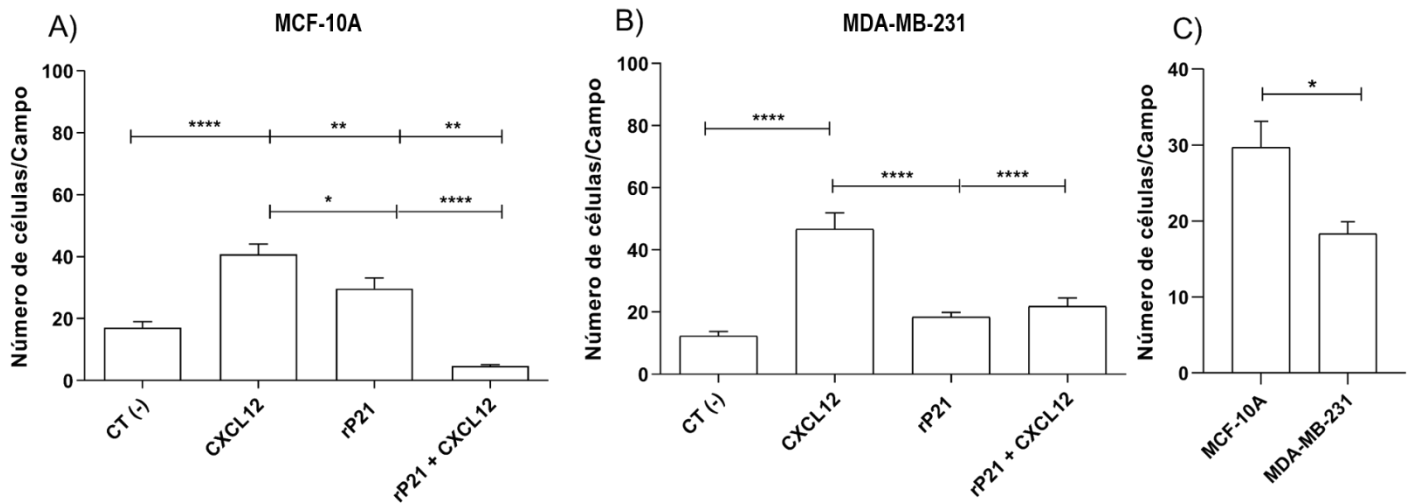 A)
MCF-10A
Número de células/Campo
100
80
60
40
20
0
****
**
**
*
****
CT (-)
CXCL12
rP21
rP21 + CXCL12
B)
MDA-MB-231
Número de células/Campo
100
80
60
40
20
0
****
****
****
CT (-)
CXCL12
rP21
rP21 + CXCL12
C)
Número de células/Campo
40
30
20
10
0
*
MCF-10A
MDA-MB-231